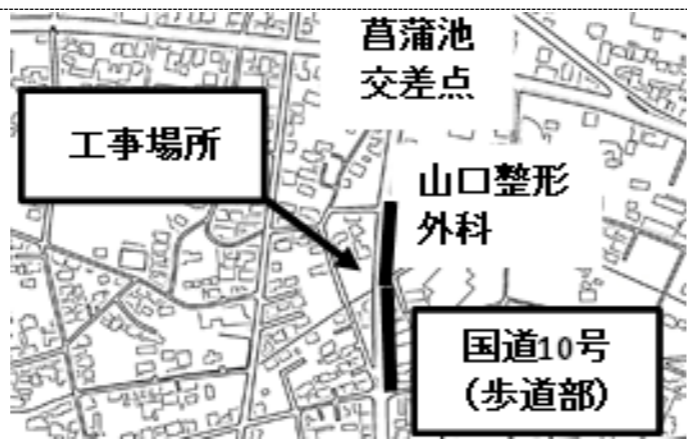 菖蒲池
交差点
工事場所
山口整形
外科
国道10号
（歩道部）